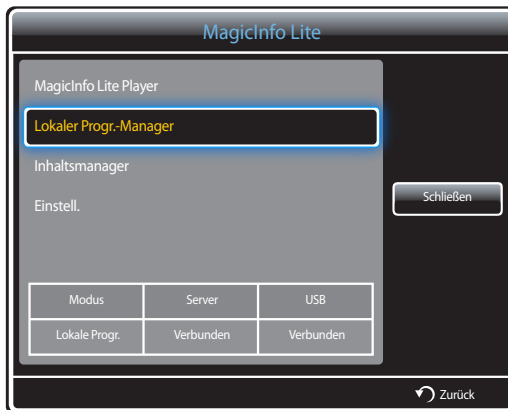 MagicInfo Lite
MagicInfo Lite Player
Lokaler Progr.-Manager
Inhaltsmanager
Einstell.
Schließen
Modus Server USB
Lokale Progr. Verbunden Verbunden
Zurück